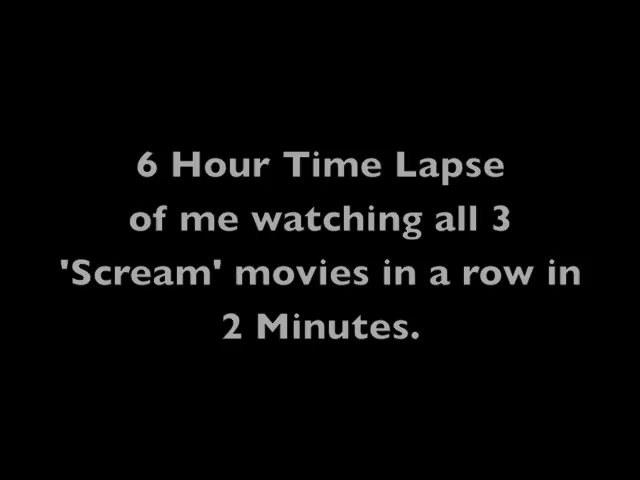 6 Hour Time Lapse
of me watching all 3
'Scream' movies in a row in
2 Minutes.